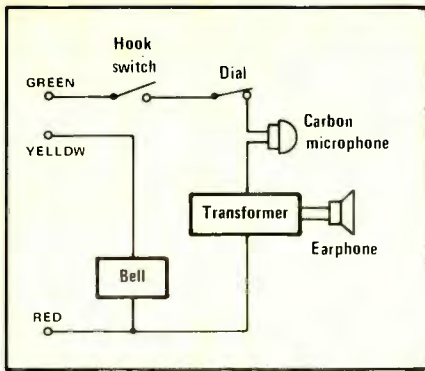 Hook
switch
Dial
GREEN
Carbon
microphone
YELLOW
Transformer
Earphone
Bell
RED